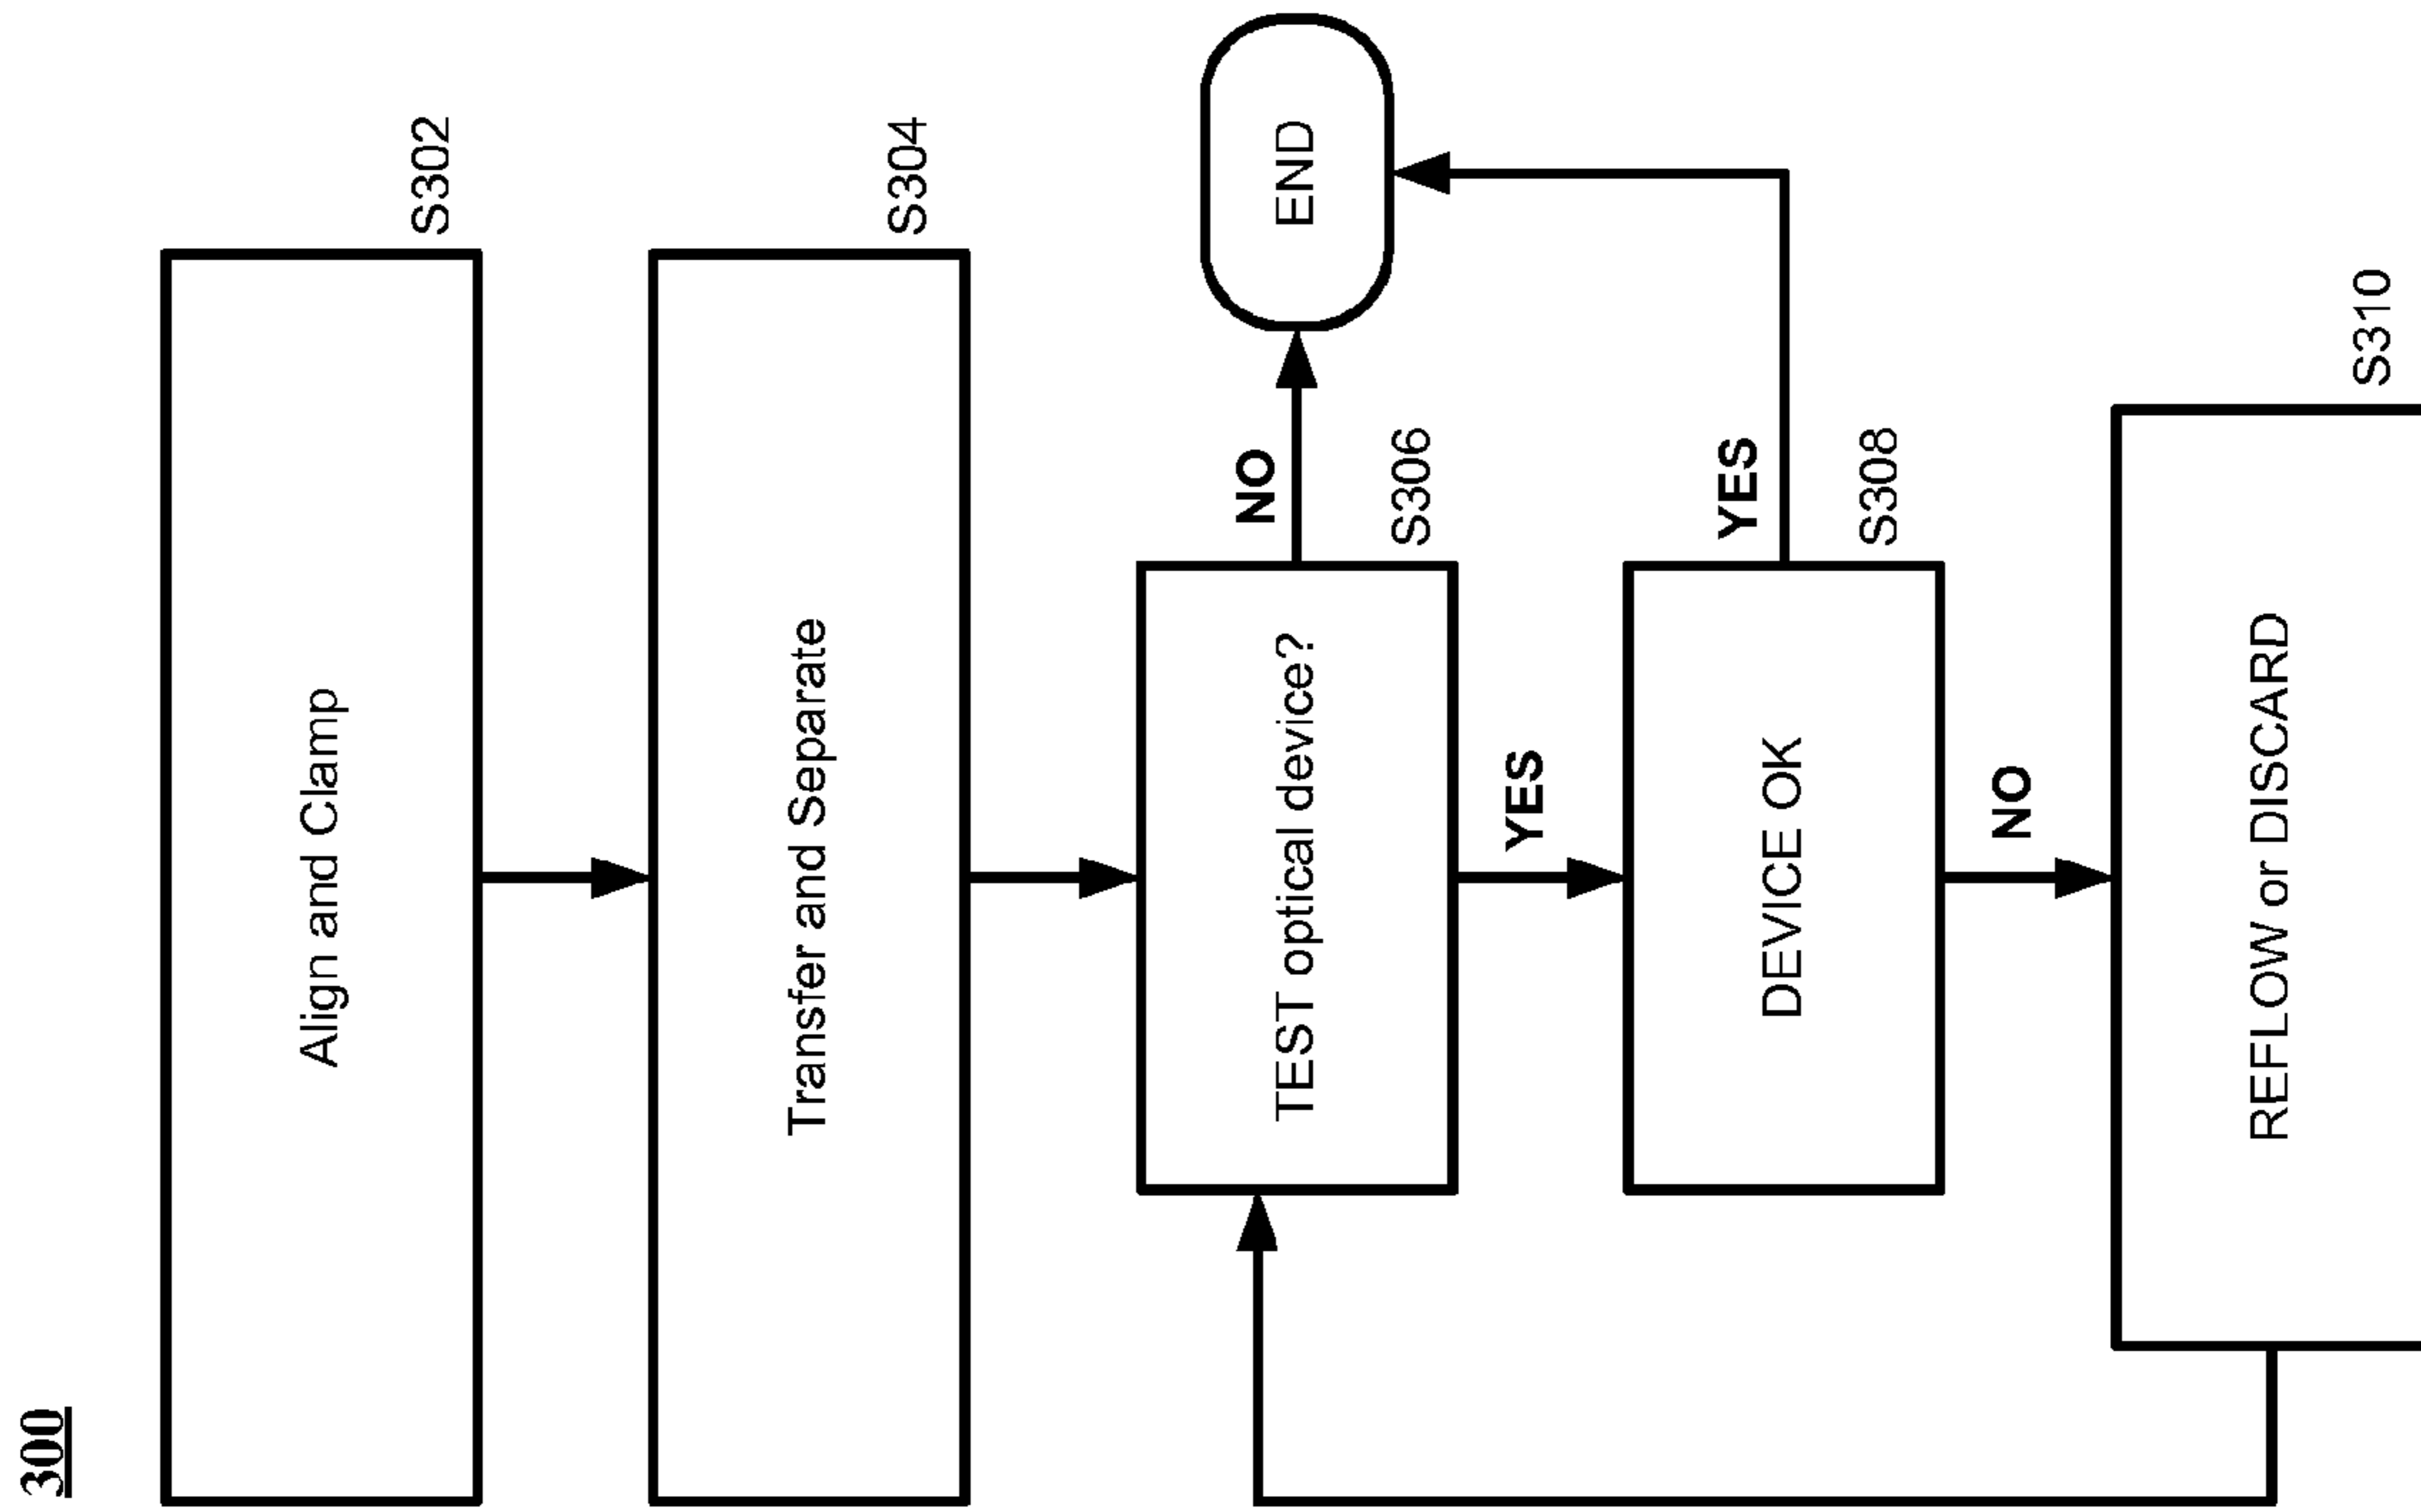 300
Align and Clamp
S302
Transfer and Separate
S304
TEST optical device?
S306
NO
END
YES
DEVICE OK
S308
YES
NO
REFLOW or DISCARD
S310